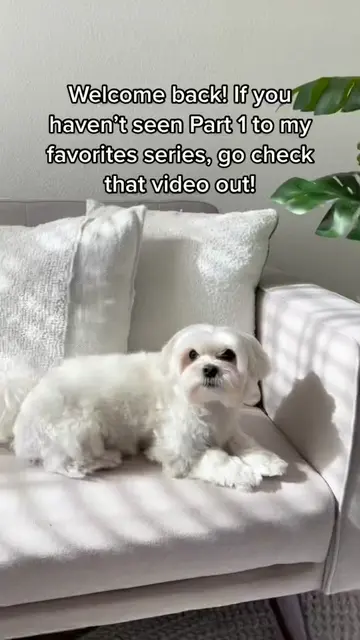 Welcome back! If you
haven't seen Part 1 to my
favorites series, go check
that video out!